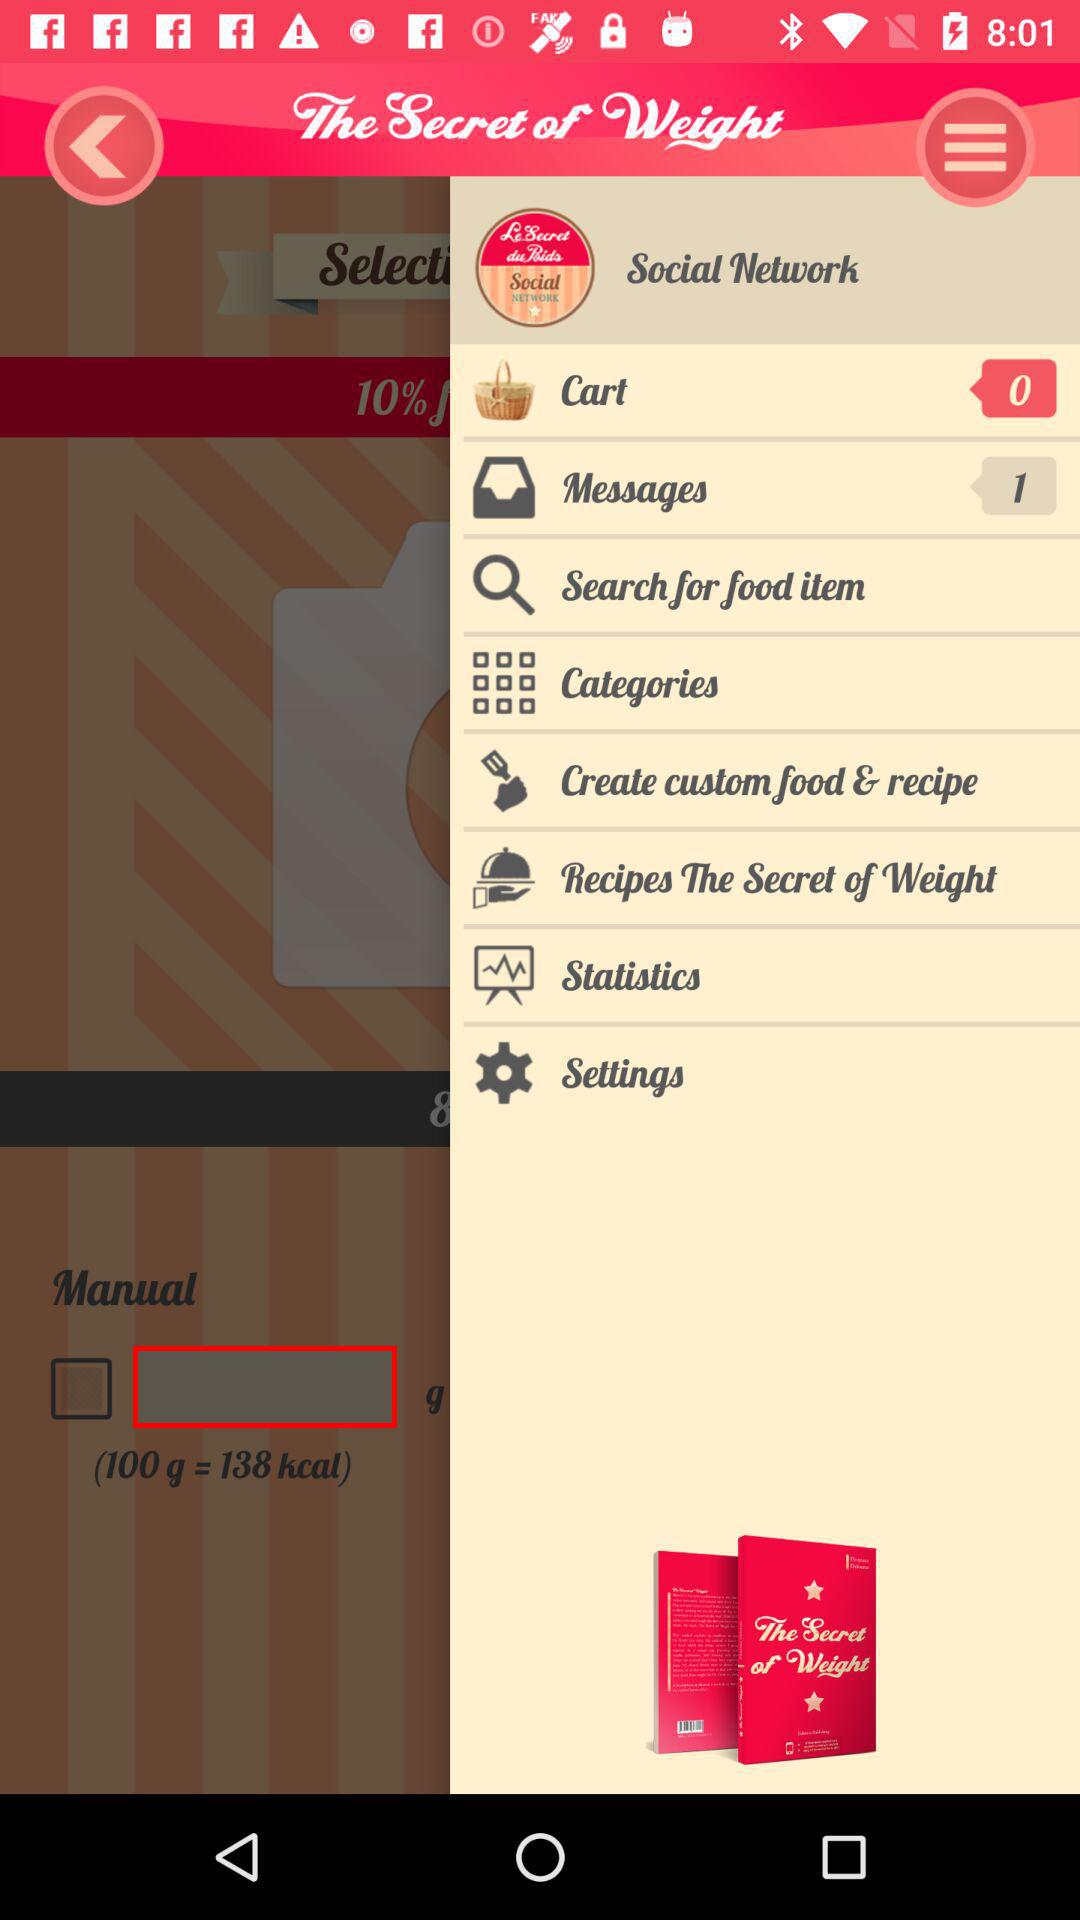 FAKE
8:01
The Secret of Weight
Le Secret
du Poids
Social
NETWORK
Social Network
Cart
0
Messages
1
Search for food item
Categories
Create custom food & recipe
Recipes The Secret of Weight
Statistics
Settings
10%
8
Manual
g
(100 g = 138 kcal)
The Secret
of Weight